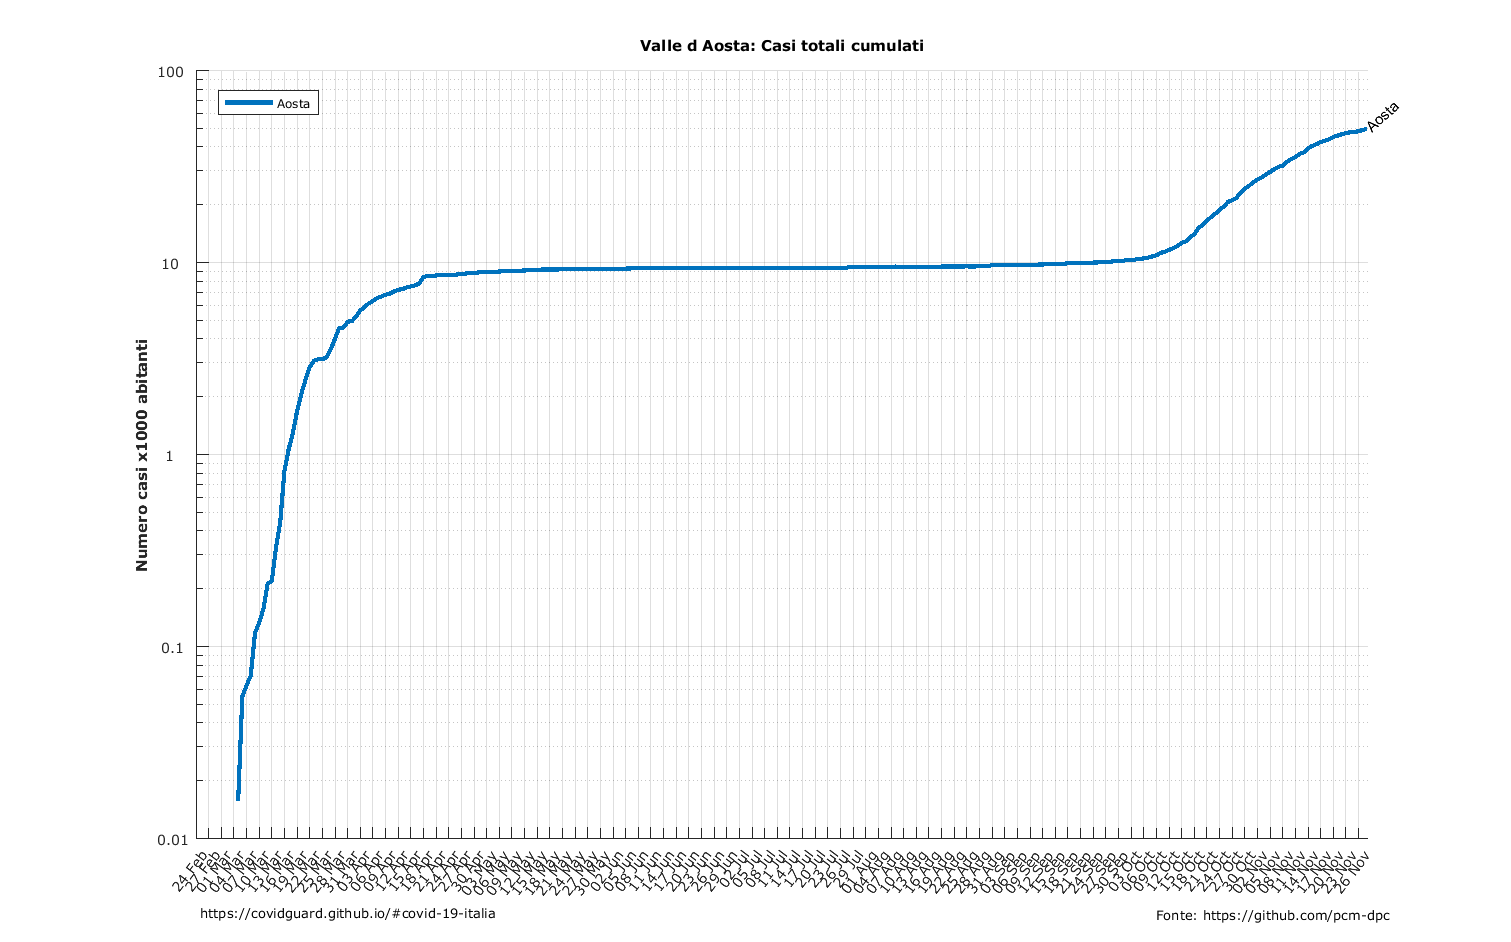 Valle d Aosta: Casi totali cumulati
100
10
1
0.1
0.01
Numero casi x1000 abitanti
Aosta
Aosta
24 Feb
27 Feb
01 Mar
04 Mar
07 Mar
10 Mar
13 Mar
16 Mar
19 Mar
22 Mar
25 Mar
28 Mar
31 Mar
03 Apr
06 Apr
09 Apr
12 Apr
15 Apr
18 Apr
21 Apr
24 Apr
27 Apr
30 Apr
03 May
06 May
09 May
12 May
15 May
18 May
21 May
24 May
27 May
30 May
02 Jun
05 Jun
08 Jun
11 Jun
14 Jun
17 Jun
20 Jun
23 Jun
26 Jun
29 Jun
02 Jul
05 Jul
08 Jul
11 Jul
14 Jul
17 Jul
20 Jul
23 Jul
26 Jul
29 Jul
01 Aug
04 Aug
07 Aug
10 Aug
13 Aug
16 Aug
19 Aug
22 Aug
25 Aug
28 Aug
31 Aug
03 Sep
06 Sep
09 Sep
12 Sep
15 Sep
18 Sep
21 Sep
24 Sep
27 Sep
30 Sep
03 Oct
06 Oct
09 Oct
12 Oct
15 Oct
18 Oct
21 Oct
24 Oct
27 Oct
30 Oct
02 Nov
05 Nov
08 Nov
11 Nov
14 Nov
17 Nov
20 Nov
23 Nov
26 Nov
https://covidguard.github.io/#covid-19-italia
Fonte: https://github.com/pcm-dpc